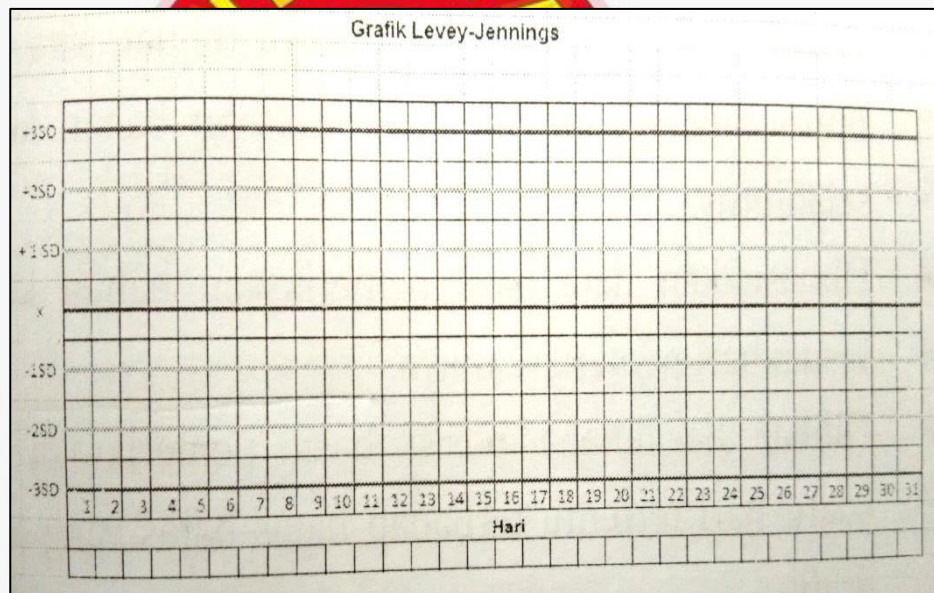 Grafik Levey-Jennings
+3SD
+2SD
+1SD
x
-1SD
-2SD
-3SD
1 2 3 4 5 6 7 8 9 10 11 12 13 14 15 16 17 18 19 20 21 22 23 24 25 26 27 28 29 30 31
Hari